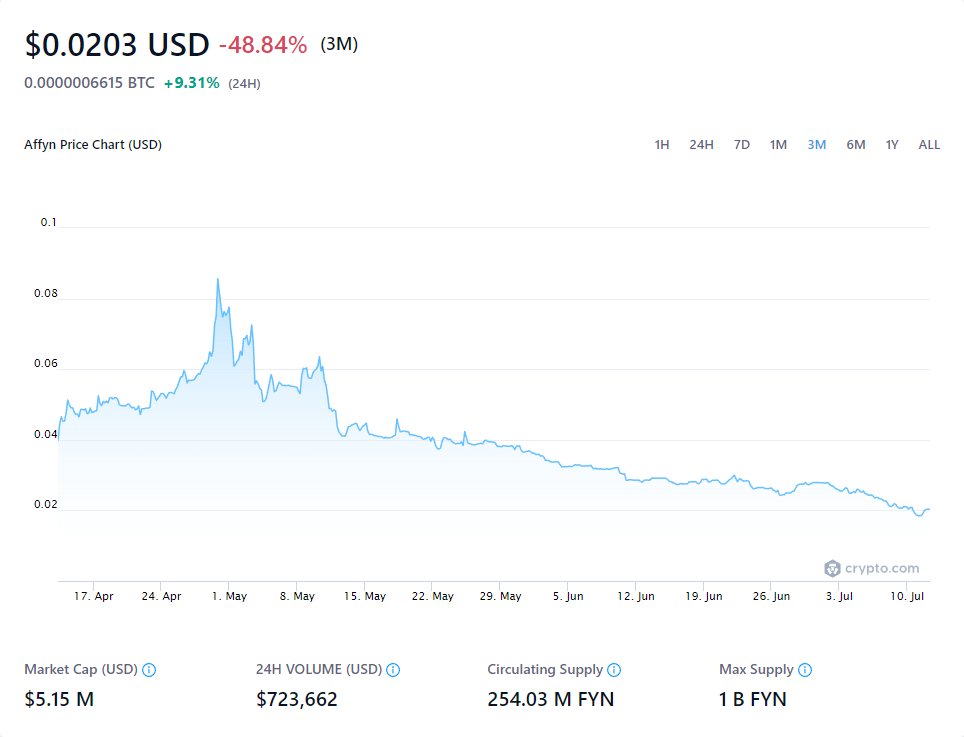 $0.0203 USD -48.84% (3M)
0.0000006615 BTC +9.31% (24H)
Affyn Price Chart (USD) 1H 24H 7D 1M 3M 6M 1Y ALL
0.1
0.08
0.06
0.04
0.02
crypto.com
17. Apr 24. Apr 1. May 8. May 15. May 22. May 29. May 5. Jun 12. Jun 19. Jun 26. Jun 3. Jul 10. Jul
Market Cap (USD) 24H VOLUME (USD) Circulating Supply Max Supply
$5.15 M $723,662 254.03 M FYN 1 B FYN